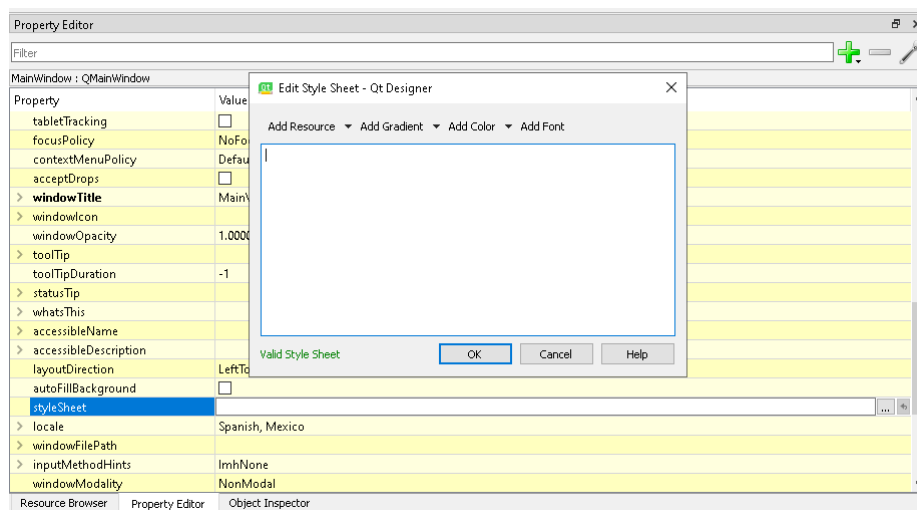 Property Editor
Filter
MainWindow : QMainWindow
Property Value
Edit Style Sheet - Qt Designer
Add Resource Add Gradient Add Color Add Font
Valid Style Sheet OK Cancel Help
tabletTracking
focusPolicy NoFo
contextMenuPolicy Defau
acceptDrops
windowTitle Main
windowIcon
windowOpacity 1.0000
toolTip
toolTipDuration -1
statusTip
whatsThis
accessibleName
accessibleDescription
layoutDirection LeftTo
autoFillBackground
styleSheet ...
locale Spanish, Mexico
windowFilePath
inputMethodHints ImhNone
windowModality NonModal
Resource Browser Property Editor Object Inspector